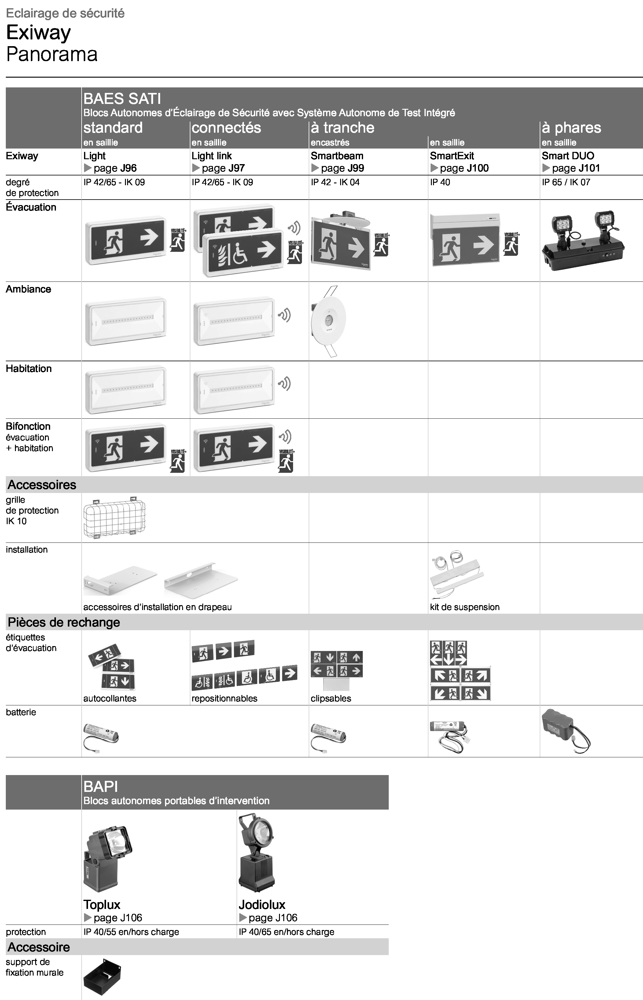 Eclairage de sécurité
Exiway
Panorama
BAES SATI
Blocs Autonomes d’Éclairage de Sécurité avec Système Autonome de Test Intégré
standard connectés à tranche à phares
en saillie en saillie encastrés en saillie en saillie
Exiway Light Light link Smartbeam SmartExit Smart DUO
page J96 page J97 page J99 page J100 page J101
degré IP 42/65 - IK 09 IP 42/65 - IK 09 IP 42 - IK 04 IP 40 IP 65 / IK 07
de protection
Évacuation
VISIBILITÉ+ VISIBILITÉ+ VISIBILITÉ+ VISIBILITÉ+
Schneider Schneider Schneider
Ambiance
Schneider Schneider
Habitation
Schneider Schneider
Bifonction
évacuation
+ habitation
VISIBILITÉ+ VISIBILITÉ+
Accessoires
grille
de protection
IK 10
installation
accessoires d’installation en drapeau kit de suspension
Pièces de rechange
étiquettes
d’évacuation
autocollantes repositionnables clipsables
batterie
BAPI
Blocs autonomes portables d’intervention
Toplux Jodiolux
page J106 page J106
protection IP 40/55 en/hors charge IP 40/65 en/hors charge
Accessoire
support de
fixation murale